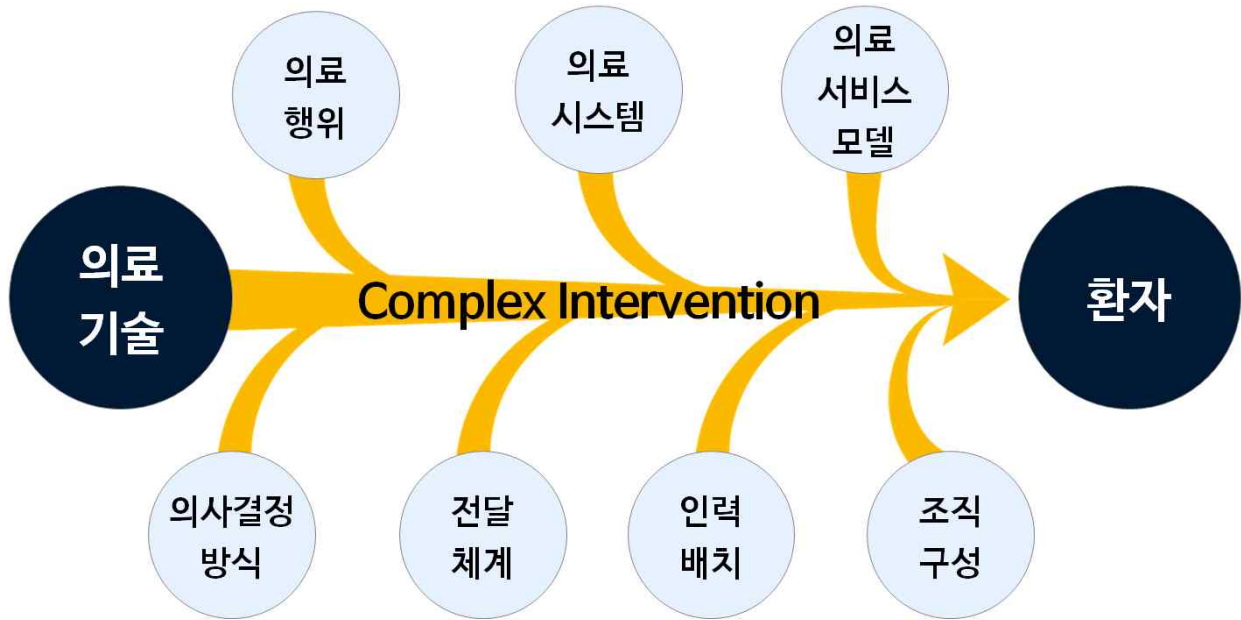 의료
행위
의료
시스템
의료
서비스
모델
의료
기술
Complex Intervention
환자
의사결정
방식
전달
체계
인력
배치
조직
구성